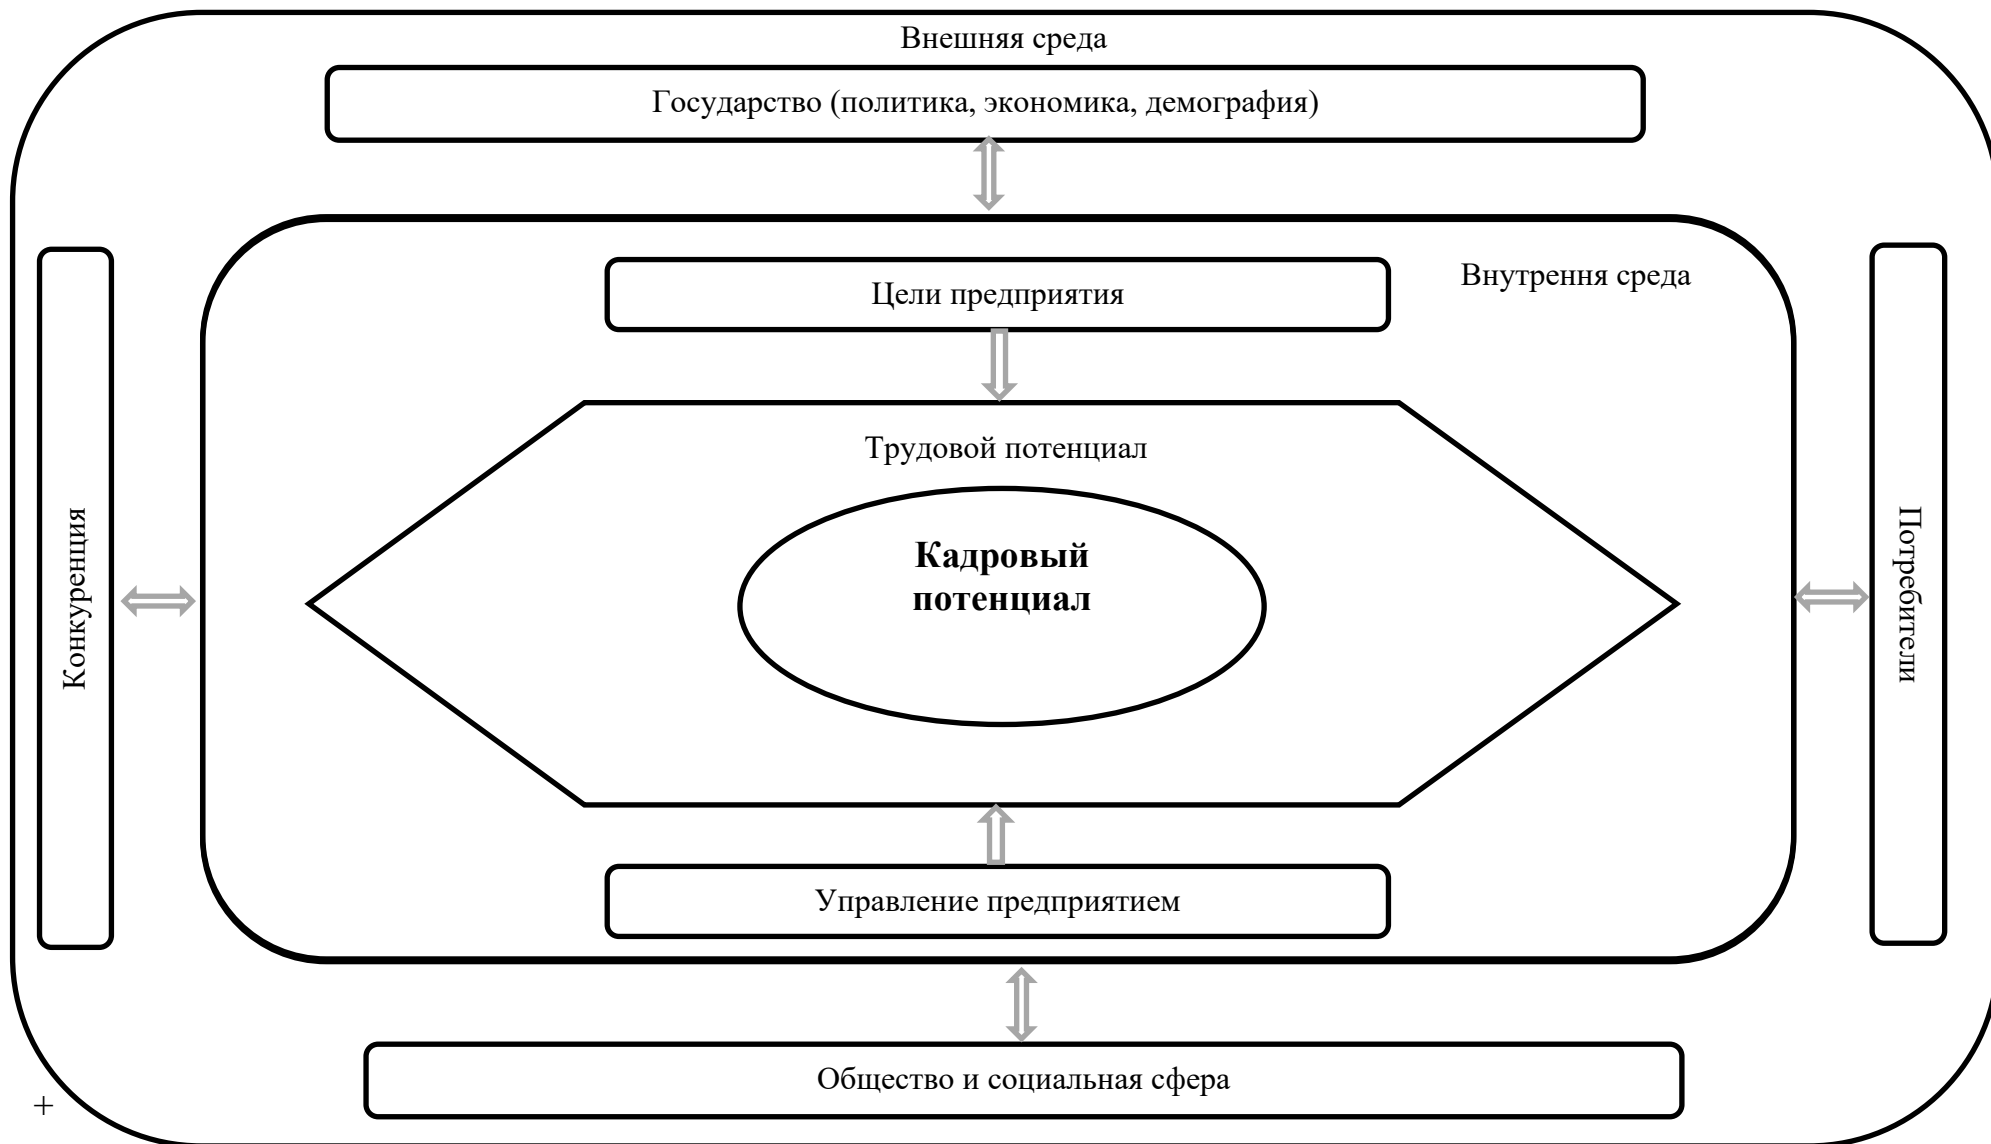 Внешняя среда
Государство (политика, экономика, демография)
Цели предприятия
Внутрення среда
Трудовой потенциал
Кадровый
потенциал
Конкуренция
Потребители
Управление предприятием
Общество и социальная сфера
+